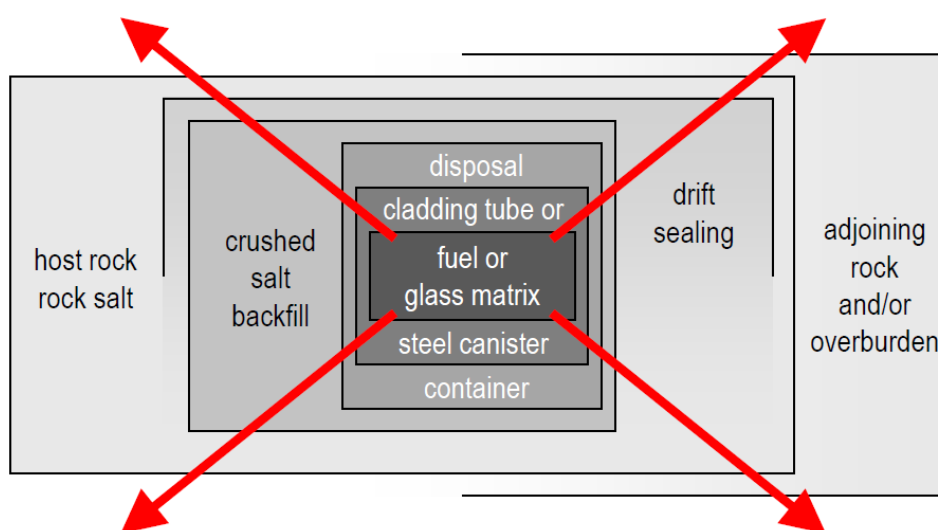 host rock
rock salt
crushed
salt
backfill
disposal
cladding tube or
fuel or
glass matrix
steel canister
container
drift
sealing
adjoining
rock
and/or
overburden